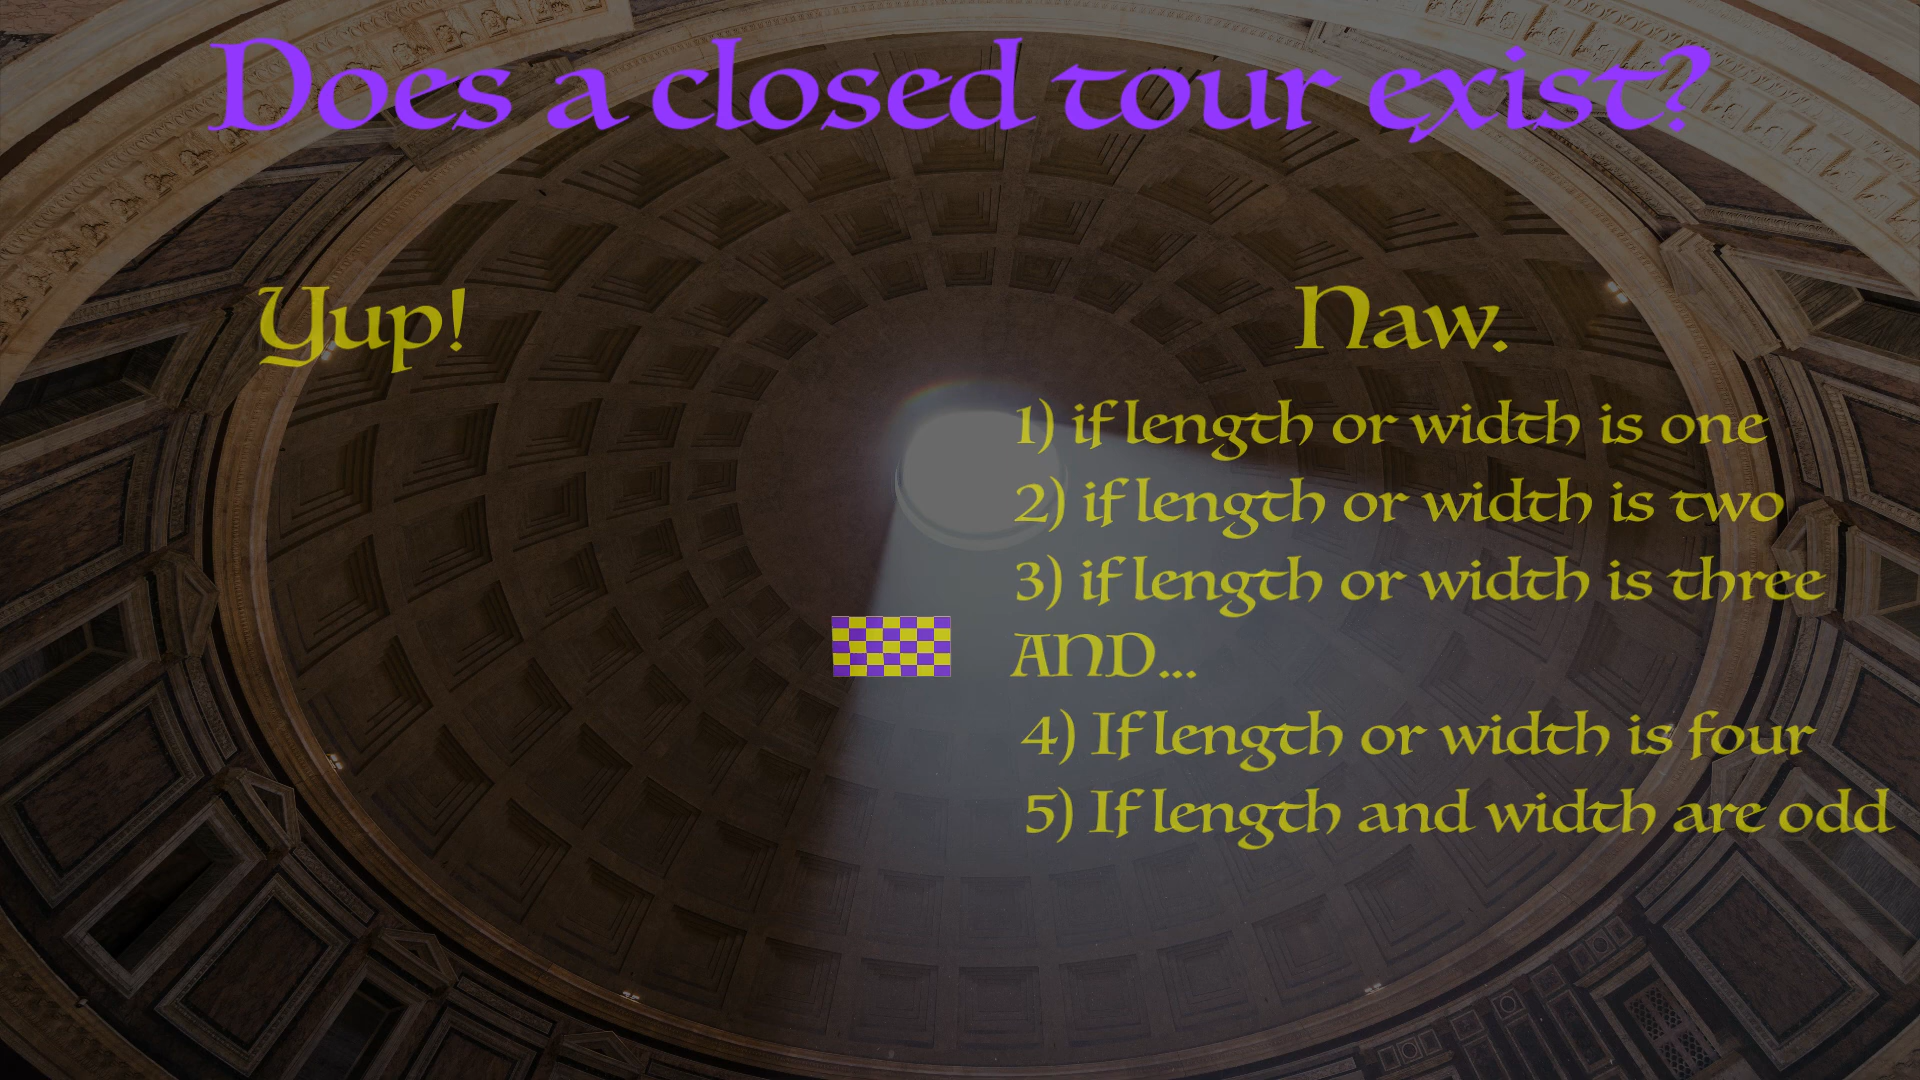 Does a closed tour exist?
Yup!
Naw.
1) if length or width is one
2) if length or width is two
3) if length or width is three
AND...
4) If length or width is four
5) If length and width are odd